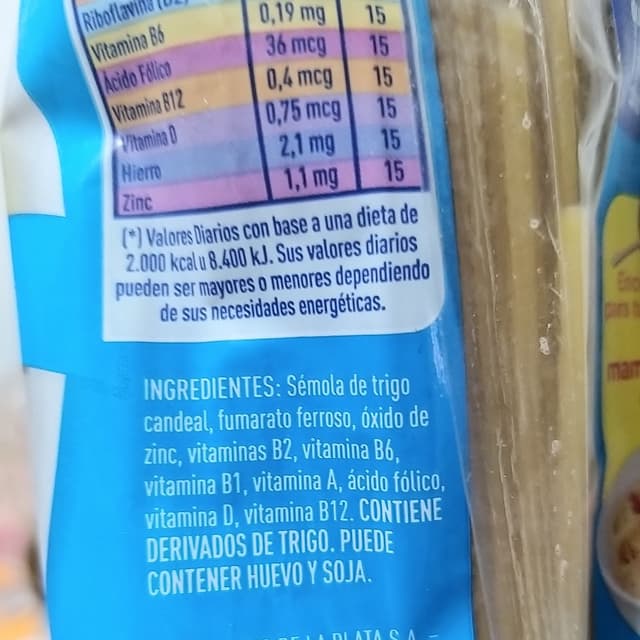 Riboflavina (B2)
Vitamina B6 0,19 mg 15
Ácido Fólico 36 mcg 15
Vitamina B12 0,4 mcg 15
Vitamina D 0,75 mcg 15
Hierro 2,1 mg 15
Zinc 1,1 mg 15
(*) Valores Diarios con base a una dieta de
2.000 kcal u 8.400 kJ. Sus valores diarios
pueden ser mayores o menores dependiendo
de sus necesidades energéticas.
INGREDIENTES: Sémola de trigo
candeal, fumarato ferroso, óxido de
zinc, vitaminas B2, vitamina B6,
vitamina B1, vitamina A, ácido fólico,
vitamina D, vitamina B12. CONTIENE
DERIVADOS DE TRIGO. PUEDE
CONTENER HUEVO Y SOJA.
DE LA PLATA S.A. –